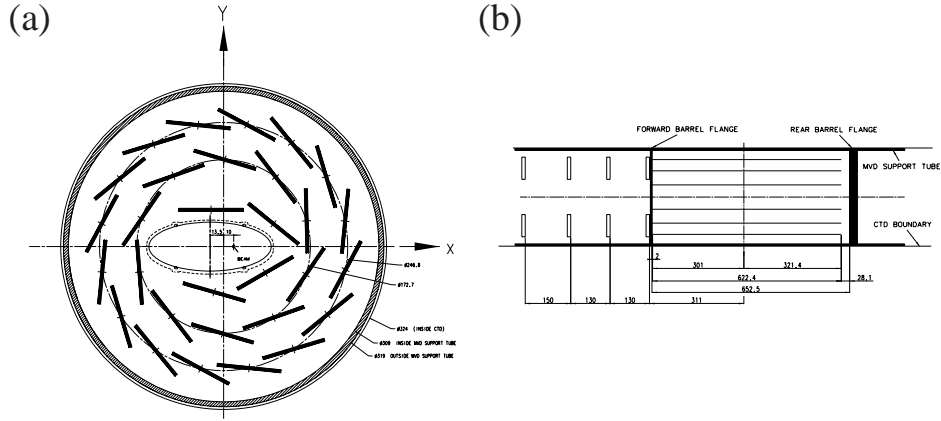 (a)
Y
X
13.5
10
BEAM
ø248.8
ø172.7
ø324 (INSIDE CTD)
ø309 INSIDE MVD SUPPORT TUBE
ø319 OUTSIDE MVD SUPPORT TUBE
(b)
FORWARD BARREL FLANGE
REAR BARREL FLANGE
MVD SUPPORT TUBE
CTD BOUNDARY
2
301
321.4
622.4
28.1
652.5
150
130
130
311